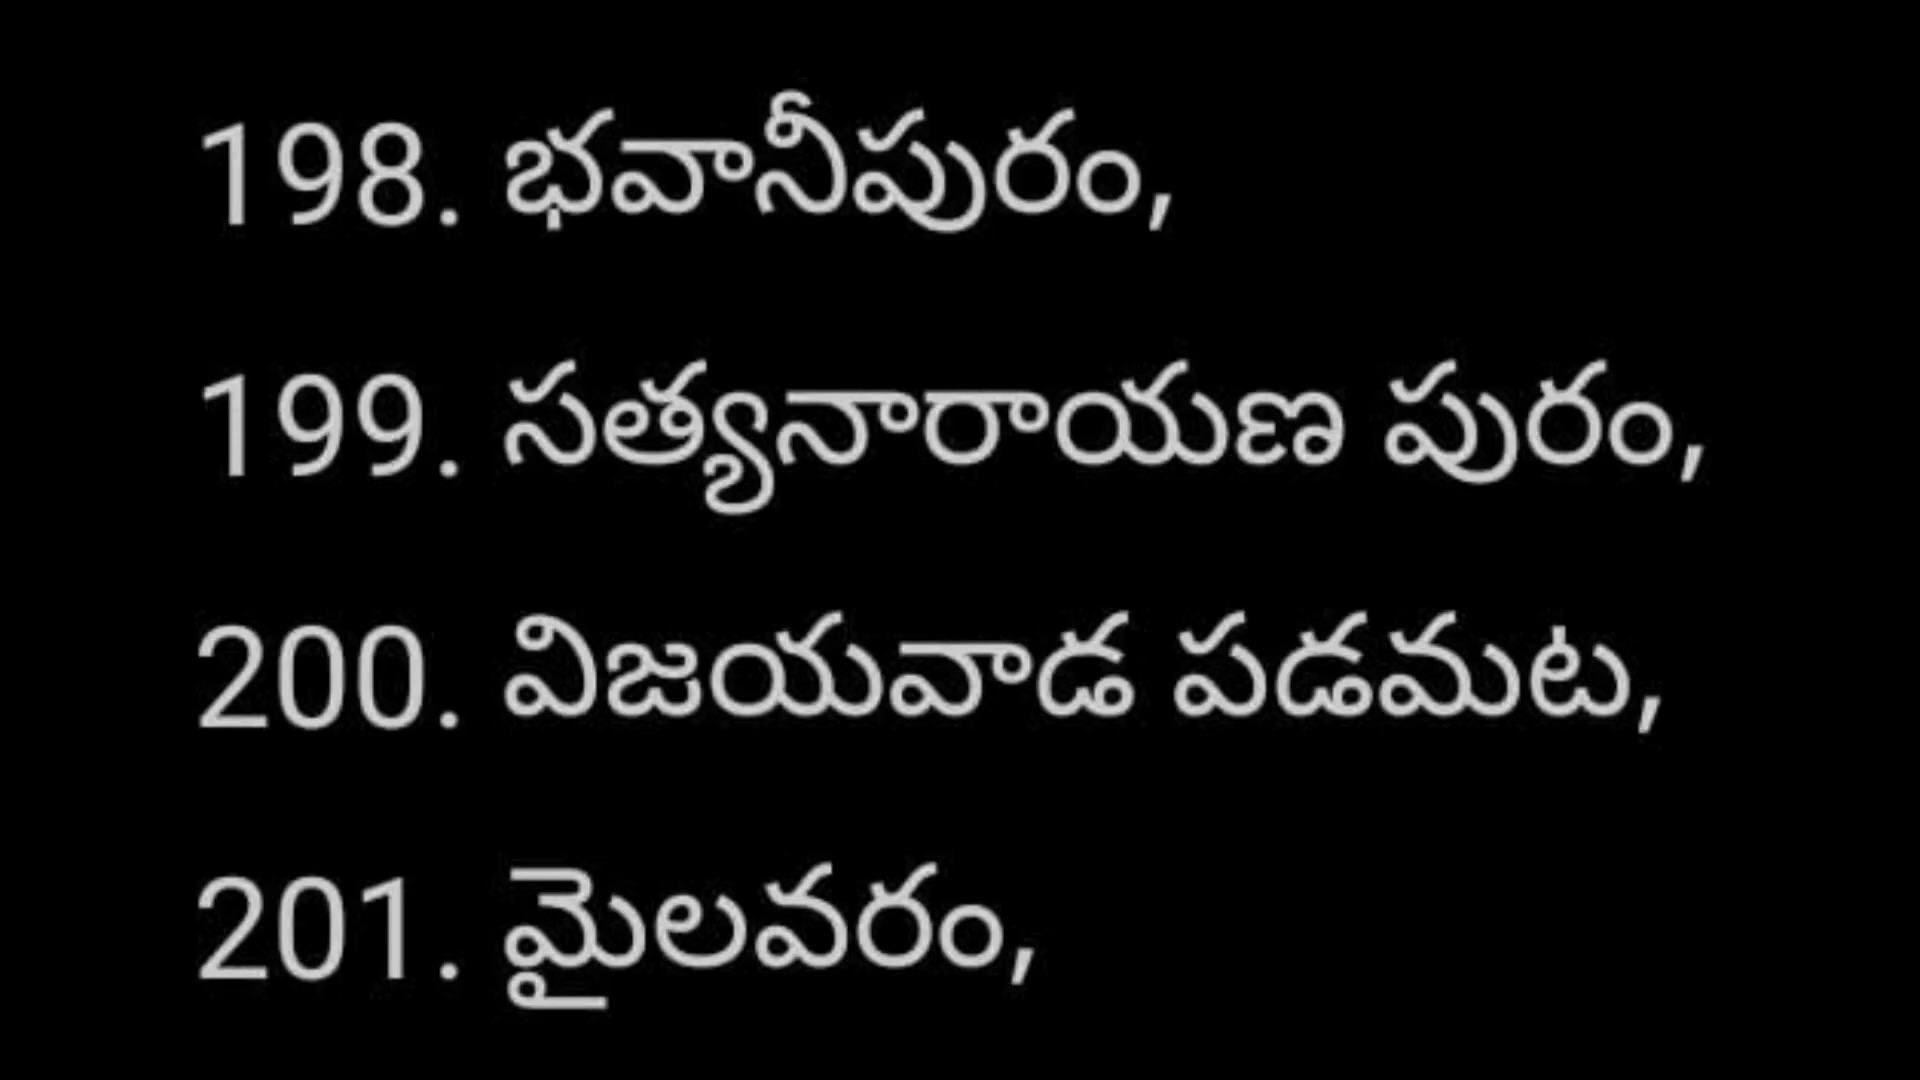 198. భవానీపురం,
199. సత్యనారాయణ పురం,
200. విజయవాడ పడమట,
201. మైలవరం,